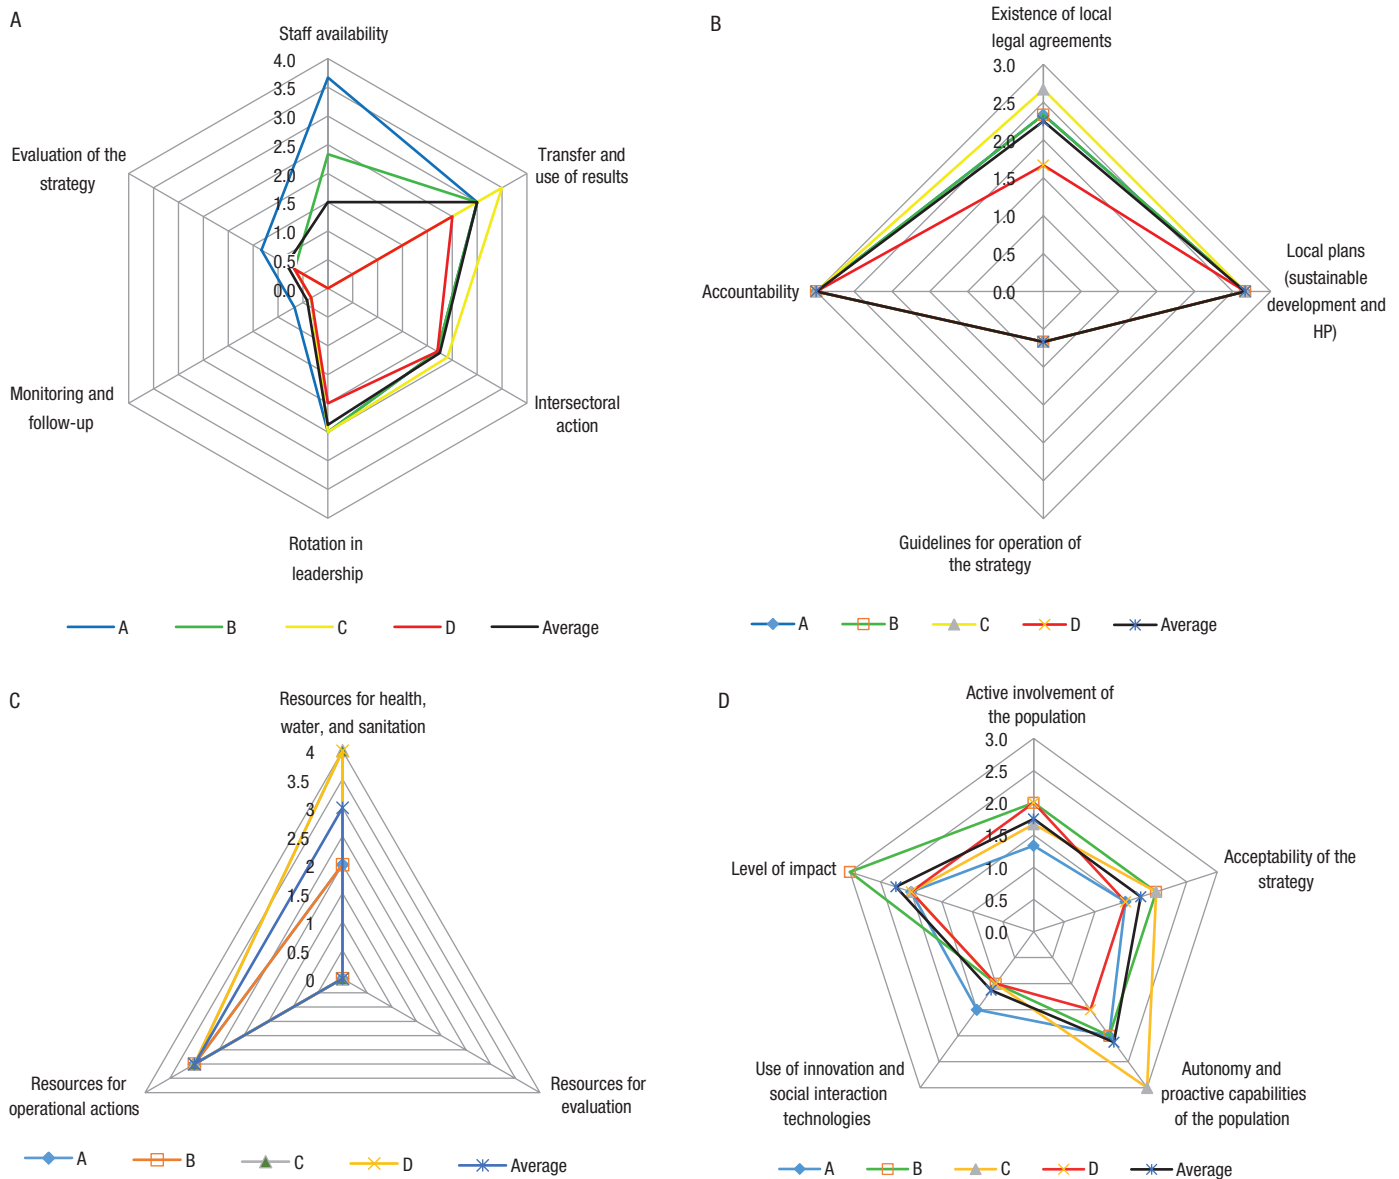 A
Staff availability
4.0
3.5
3.0
2.5
2.0
1.5
1.0
0.5
0.0
Transfer and
use of results
Intersectoral
action
Rotation in
leadership
Monitoring and
follow-up
Evaluation of the
strategy
A
B
C
D
Average
B
Existence of local
legal agreements
3.0
2.5
2.0
1.5
1.0
0.5
0.0
Local plans
(sustainable
development and
HP)
Guidelines for operation of
the strategy
Accountability
A
B
C
D
Average
C
Resources for health,
water, and sanitation
4
3.5
3
2.5
2
1.5
1
0.5
0
Resources for
evaluation
Resources for
operational actions
A
B
C
D
Average
D
Active involvement of
the population
3.0
2.5
2.0
1.5
1.0
0.5
0.0
Acceptability of the
strategy
Autonomy and
proactive capabilities
of the population
Use of innovation and
social interaction
technologies
Level of impact
A
B
C
D
Average